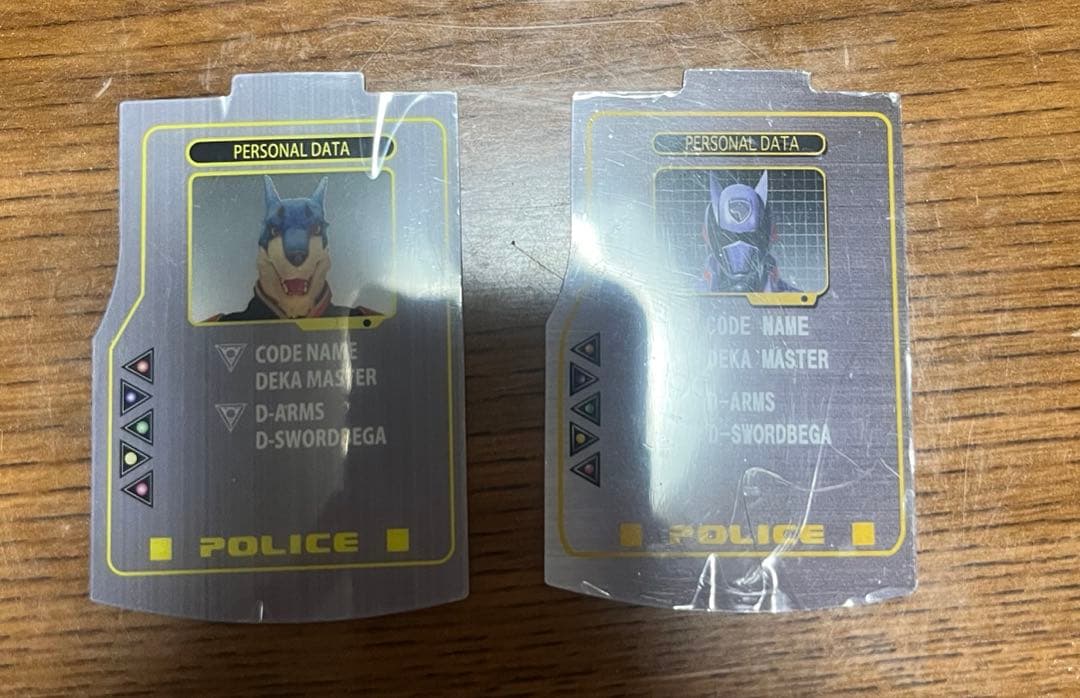 PERSONAL DATA
CODE NAME
DEKA MASTER
D-ARMS
D-SWORDBEGA
POLICE
PERSONAL DATA
CODE NAME
DEKA MASTER
D-ARMS
D-SWORDBEGA
POLICE